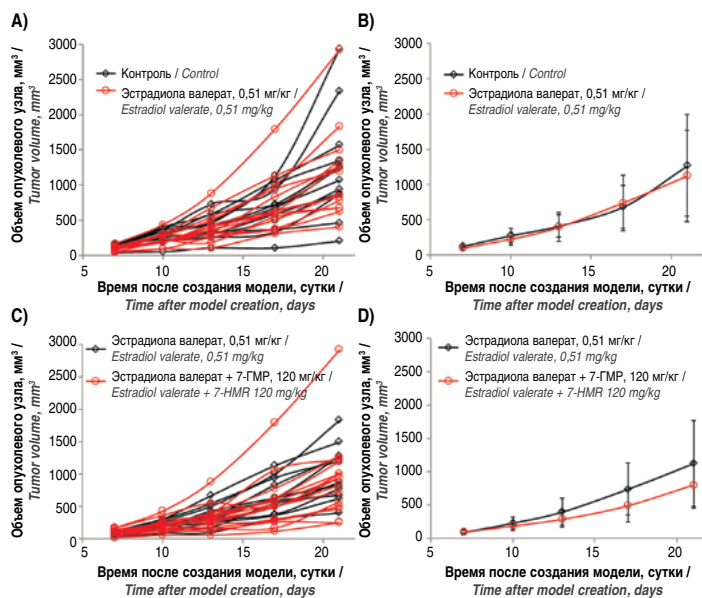 A)
Объем опухолевого узла, мм³ /
Tumor volume, mm³
3000
2500
2000
1500
1000
500
0
5
10
15
20
Контроль / Control
Эстрадиола валерат, 0,51 мг/кг /
Estradiol valerate, 0,51 mg/kg
Время после создания модели, сутки /
Time after model creation, days
B)
Объем опухолевого узла, мм³ /
Tumor volume, mm³
3000
2500
2000
1500
1000
500
0
5
10
15
20
Контроль / Control
Эстрадиола валерат, 0,51 мг/кг /
Estradiol valerate, 0,51 mg/kg
Время после создания модели, сутки /
Time after model creation, days
C)
Объем опухолевого узла, мм³ /
Tumor volume, mm³
3000
2500
2000
1500
1000
500
0
5
10
15
20
Эстрадиола валерат, 0,51 мг/кг /
Estradiol valerate, 0,51 mg/kg
Эстрадиола валерат + 7-ГМР, 120 мг/кг /
Estradiol valerate + 7-HMR 120 mg/kg
Время после создания модели, сутки /
Time after model creation, days
D)
Объем опухолевого узла, мм³ /
Tumor volume, mm³
3000
2500
2000
1500
1000
500
0
5
10
15
20
Эстрадиола валерат, 0,51 мг/кг /
Estradiol valerate, 0,51 mg/kg
Эстрадиола валерат + 7-ГМР, 120 мг/кг /
Estradiol valerate + 7-HMR 120 mg/kg
Время после создания модели, сутки /
Time after model creation, days